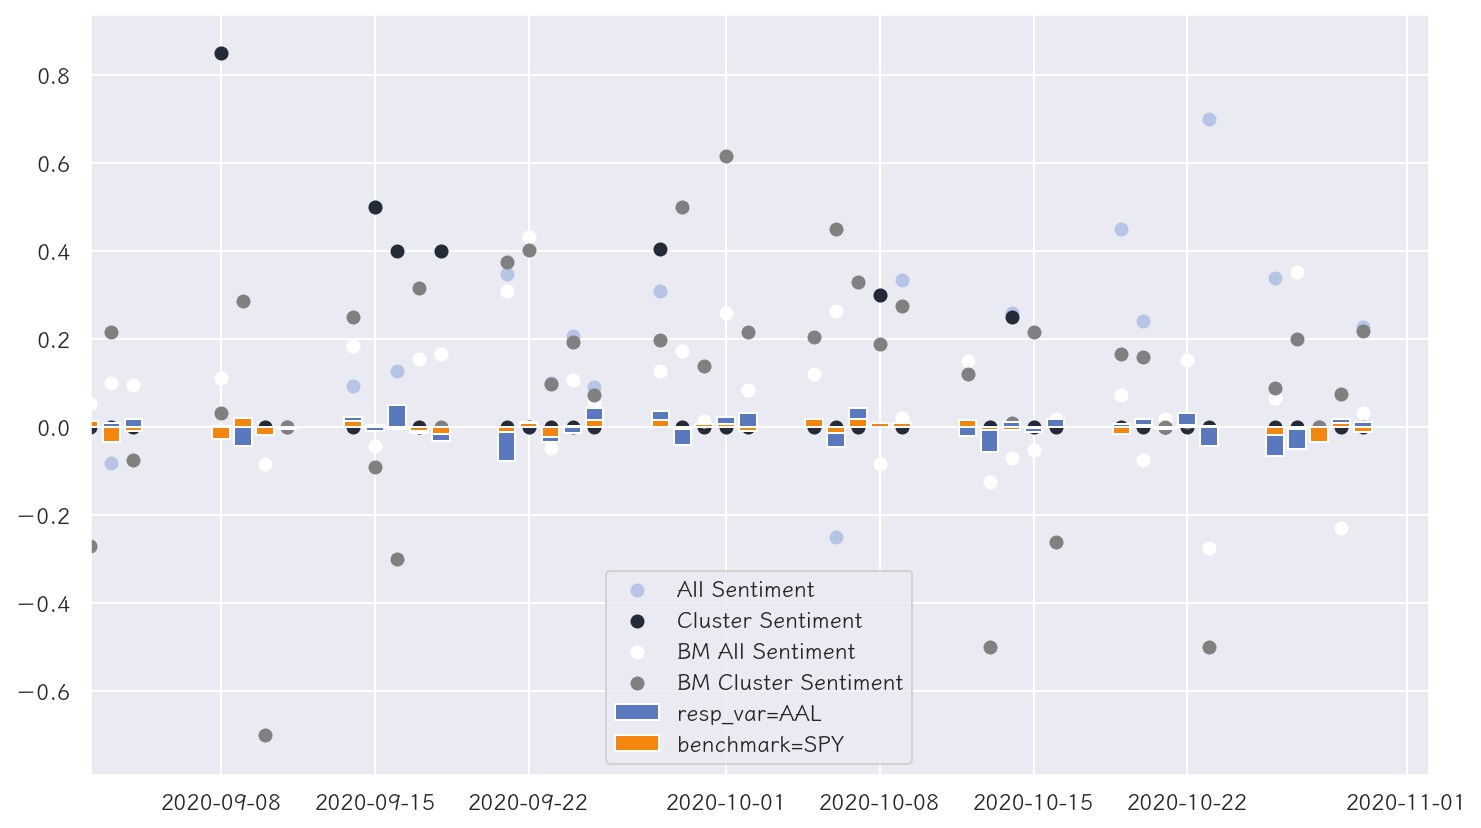 0.8
0.6
0.4
0.2
0.0
−0.2
−0.4
−0.6
All Sentiment
Cluster Sentiment
BM All Sentiment
BM Cluster Sentiment
resp_var=AAL
benchmark=SPY
2020-09-08 2020-09-15 2020-09-22 2020-10-01 2020-10-08 2020-10-15 2020-10-22 2020-11-01